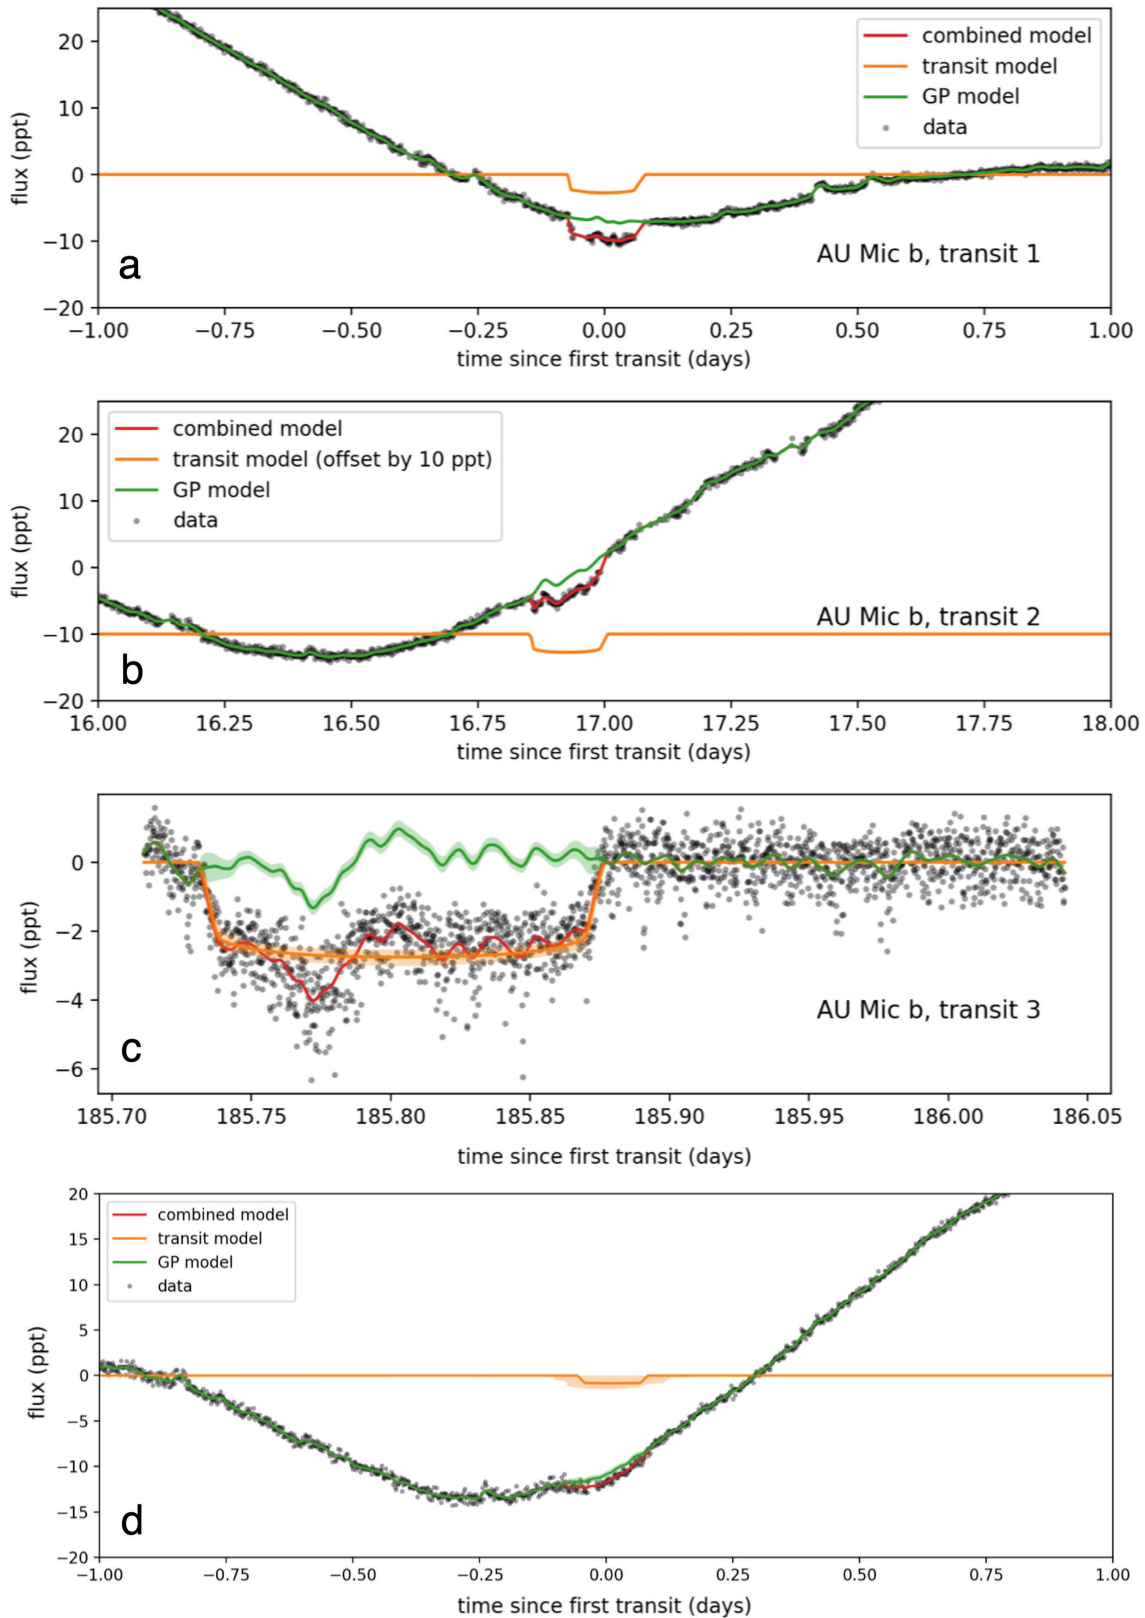 combined model
transit model
GP model
data
20
10
0
−10
−20
flux (ppt)
a
AU Mic b, transit 1
−1.00 −0.75 −0.50 −0.25 0.00 0.25 0.50 0.75 1.00
time since first transit (days)
combined model
transit model (offset by 10 ppt)
GP model
data
20
10
0
−10
−20
flux (ppt)
b
AU Mic b, transit 2
16.00 16.25 16.50 16.75 17.00 17.25 17.50 17.75 18.00
time since first transit (days)
0
−2
−4
−6
flux (ppt)
c
AU Mic b, transit 3
185.70 185.75 185.80 185.85 185.90 185.95 186.00 186.05
time since first transit (days)
combined model
transit model
GP model
data
20
15
10
5
0
−5
−10
−15
−20
flux (ppt)
d
−1.00 −0.75 −0.50 −0.25 0.00 0.25 0.50 0.75 1.00
time since first transit (days)